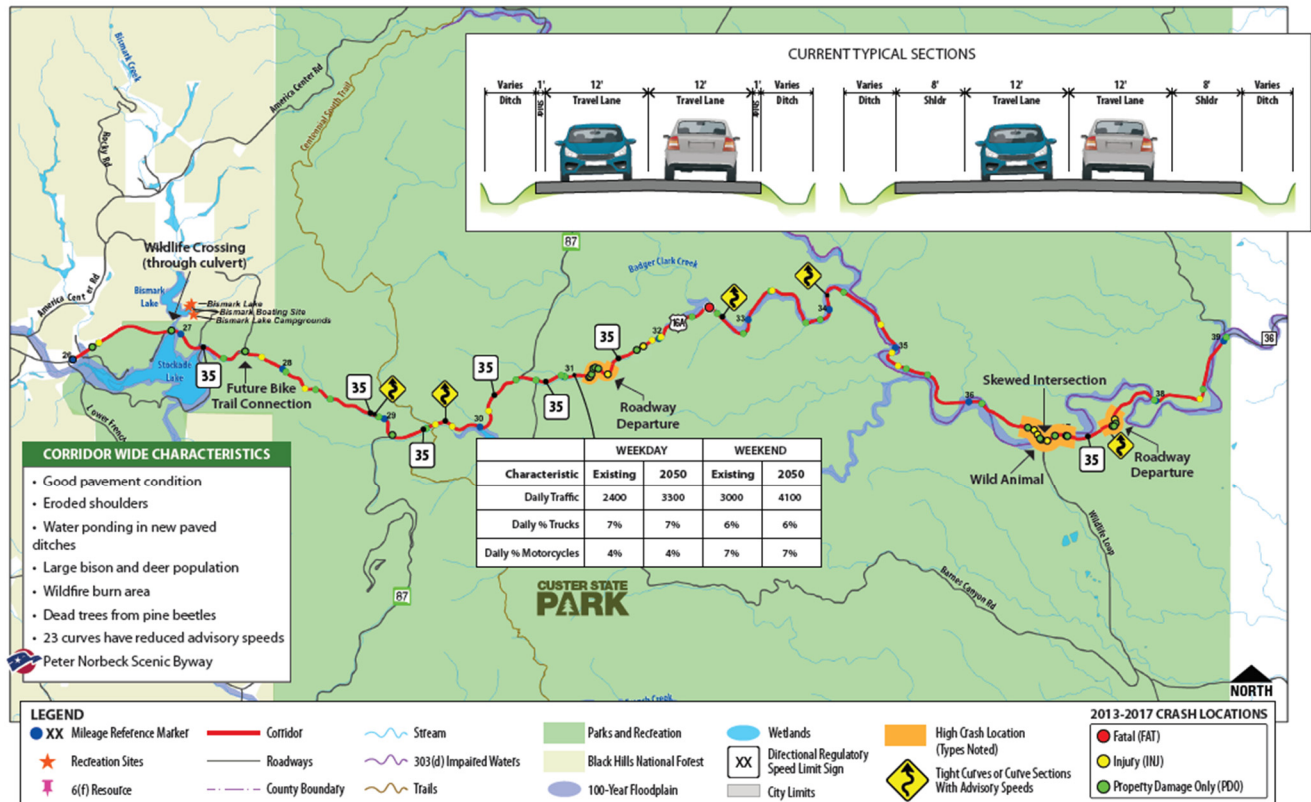 CURRENT TYPICAL SECTIONS
Varies 1' 12' 12' 1' Varies
Ditch Shldr Travel Lane Travel Lane Shldr Ditch
Varies 8' 12' 12' 8' Varies
Ditch Shldr Travel Lane Travel Lane Shldr Ditch
Bismark Creek
America Center Rd
Centennial South Trail
Rocky Rd
Wildlife Crossing
(through culvert)
America Center Rd
Bismark
Lake
Bismark Lake
Bismark Boating Site
Bismark Lake Campgrounds
87
Badger Clark Creek
16A
26
27
28
29
30
31
32
33
34
35
36
38
39
36
Stockade
Lake
35
35
35
35
35
35
Future Bike
Trail Connection
Roadway
Departure
Skewed Intersection
Wild Animal
Roadway
Departure
Lower French
Wildlife Loop
Barnes Canyon Rd
87
CUSTER STATE
PARK
CORRIDOR WIDE CHARACTERISTICS
• Good pavement condition
• Eroded shoulders
• Water ponding in new paved
ditches
• Large bison and deer population
• Wildfire burn area
• Dead trees from pine beetles
• 23 curves have reduced advisory speeds
Peter Norbeck Scenic Byway
WEEKDAY WEEKEND
Characteristic Existing 2050 Existing 2050
Daily Traffic 2400 3300 3000 4100
Daily % Trucks 7% 7% 6% 6%
Daily % Motorcycles 4% 4% 7% 7%
NORTH
LEGEND
XX Mileage Reference Marker
Recreation Sites
6(f) Resource
Corridor
Roadways
County Boundary
Stream
303(d) Impaired Waters
Trails
Parks and Recreation
Black Hills National Forest
100-Year Floodplain
Wetlands
XX Directional Regulatory
Speed Limit Sign
City Limits
High Crash Location
(Types Noted)
Tight Curves or Curve Sections
With Advisory Speeds
2013-2017 CRASH LOCATIONS
Fatal (FAT)
Injury (INJ)
Property Damage Only (PDO)